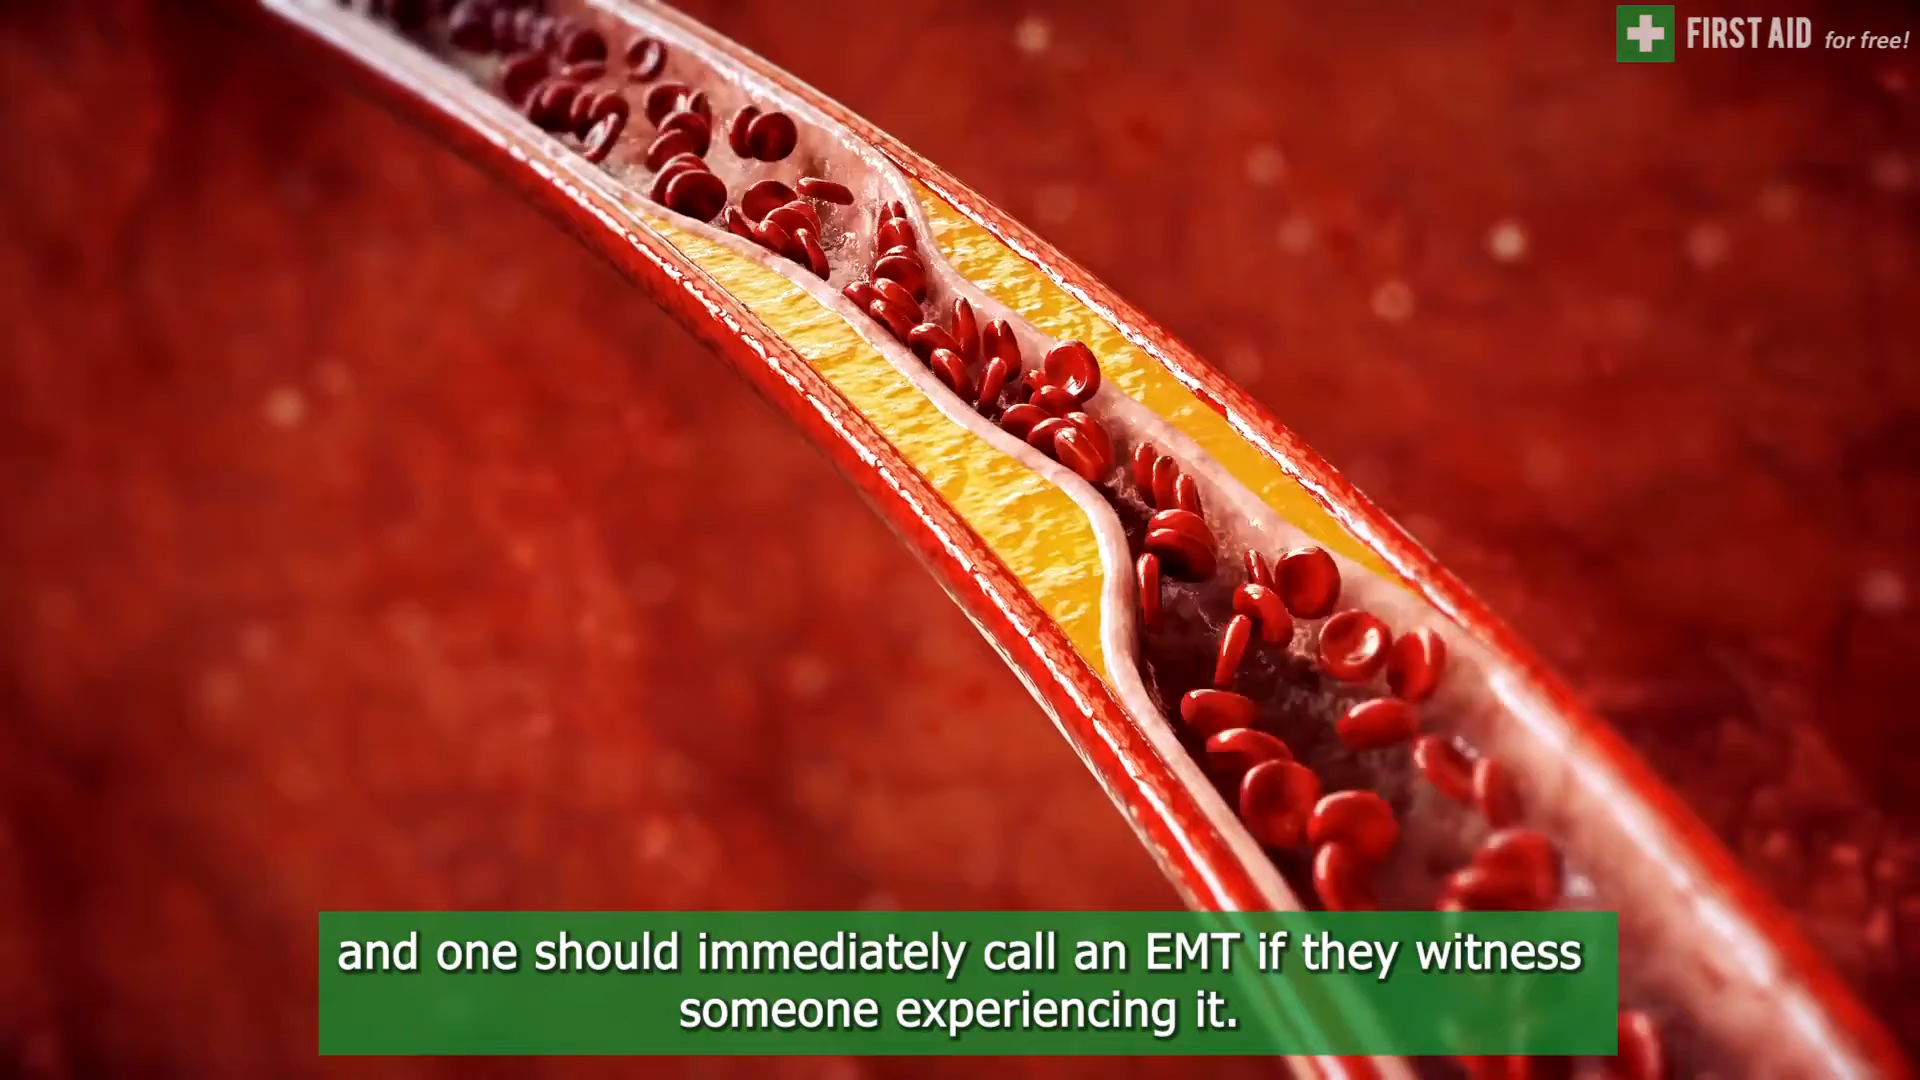 FIRST AID for free!
and one should immediately call an EMT if they witness
someone experiencing it.